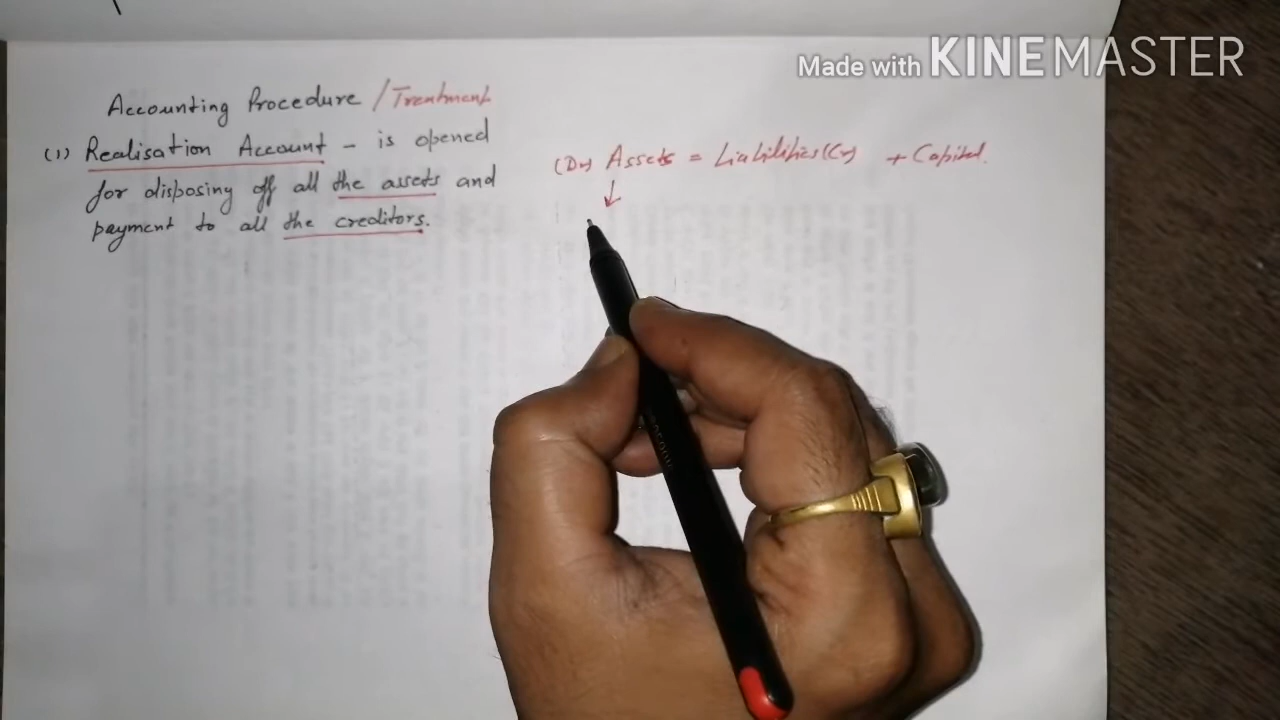 Made with KINEMASTER
Accounting Procedure / Treatment
(1) Realisation Account – is opened
for disposing off all the assets and
payment to all the creditors.
(Dr) Assets = Liabilities (Cr) + Capital.